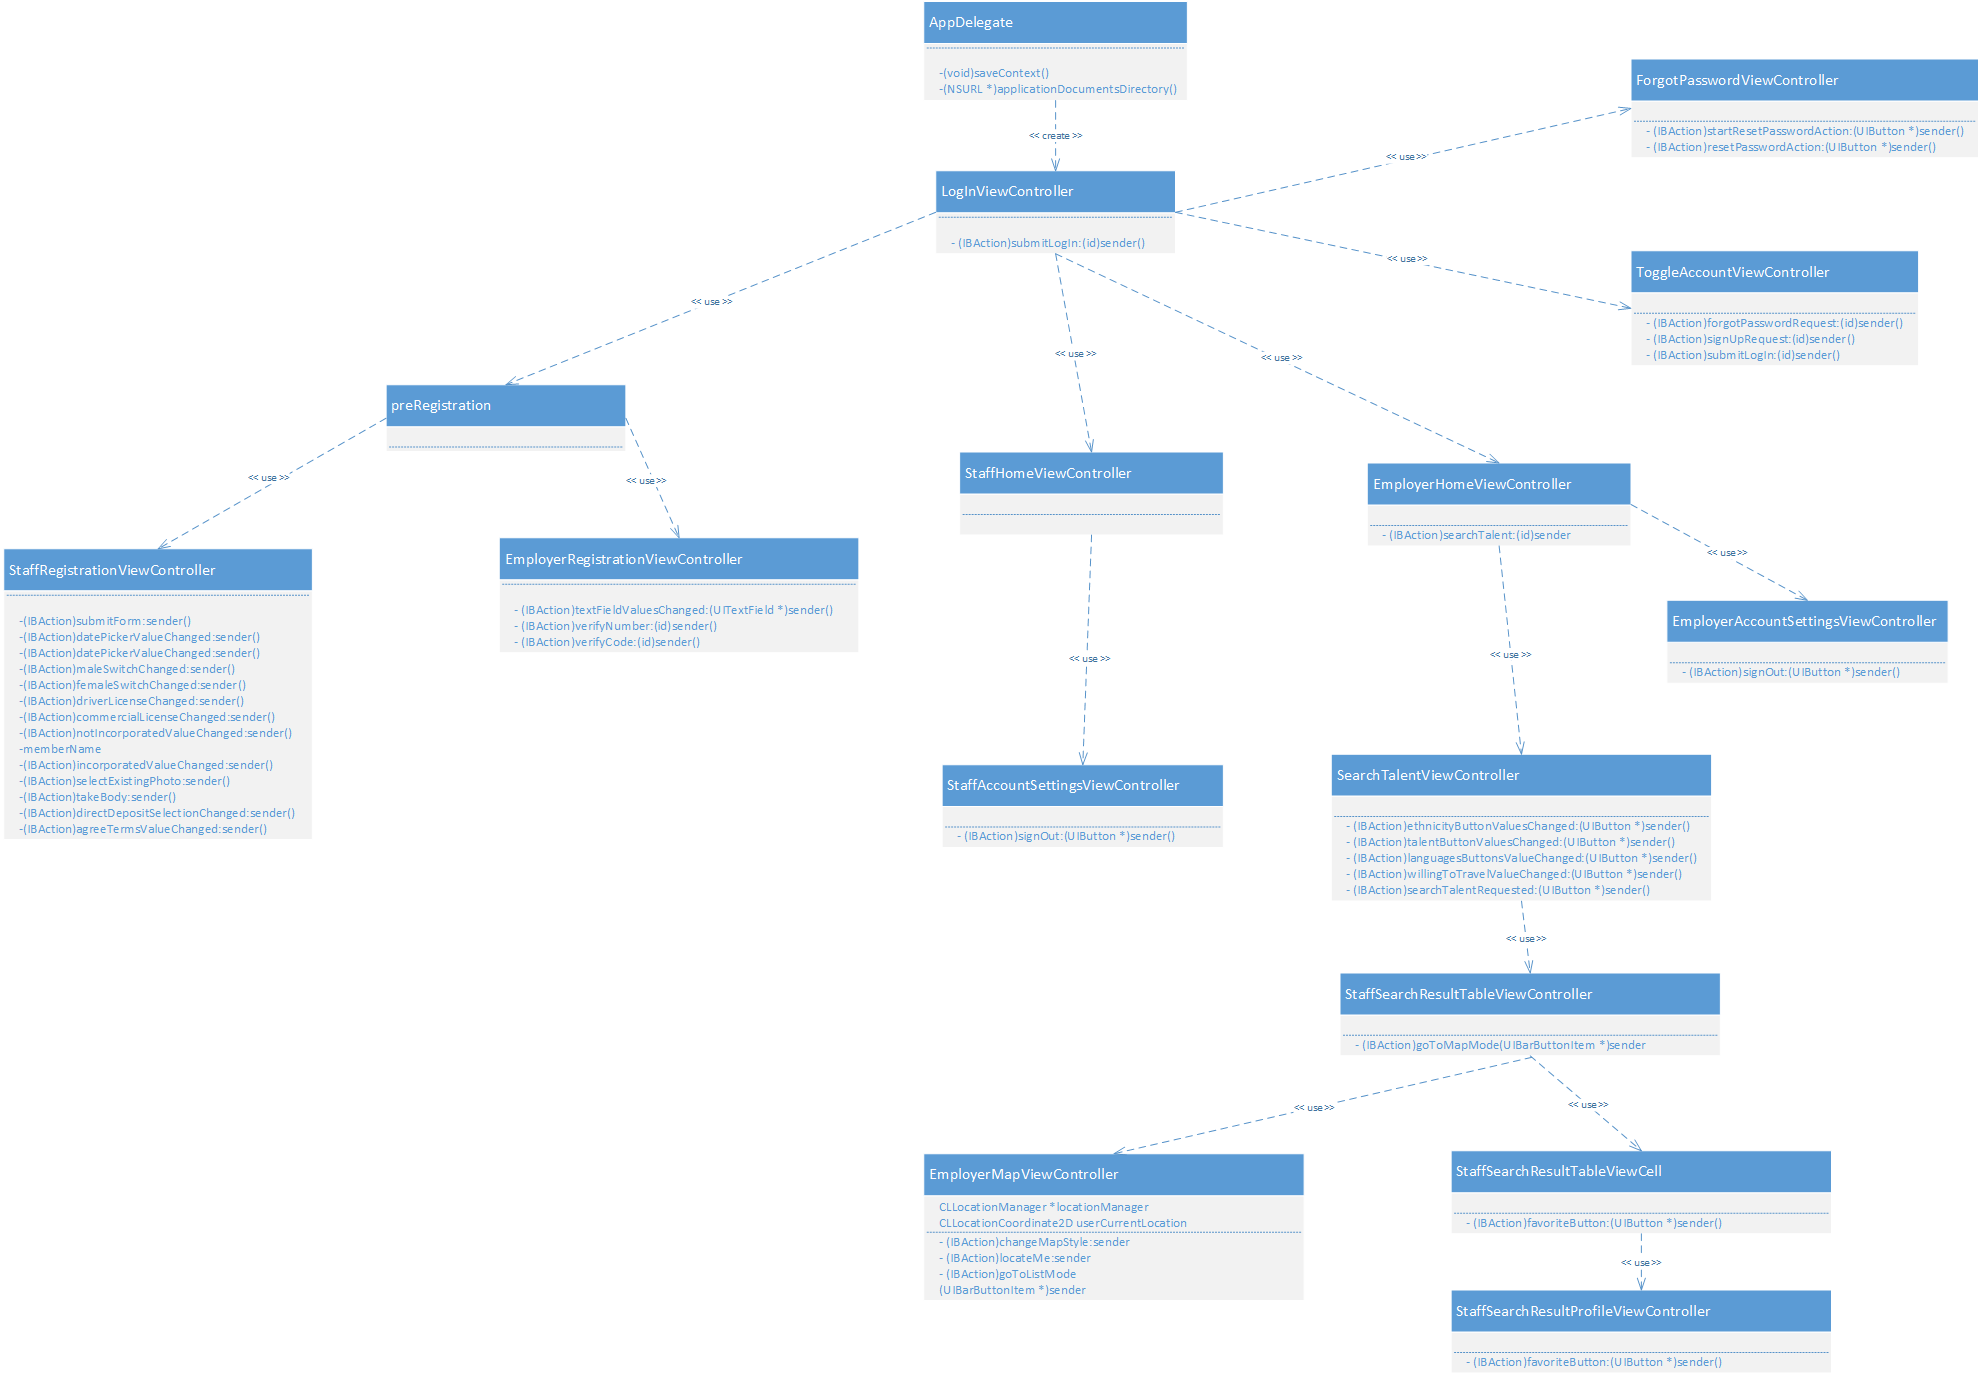 AppDelegate
-(void)saveContext()
-(NSURL *)applicationDocumentsDirectory()
<< create >>
ForgotPasswordViewController
- (IBAction)startResetPasswordAction:(UIButton *)sender()
- (IBAction)resetPasswordAction:(UIButton *)sender()
<< use>>
LogInViewController
- (IBAction)submitLogIn:(id)sender()
<< use>>
ToggleAccountViewController
- (IBAction)forgotPasswordRequest:(id)sender()
- (IBAction)signUpRequest:(id)sender()
- (IBAction)submitLogIn:(id)sender()
<< use >>
<< use>>
<< use>>
preRegistration
<< use>>
<< use>>
StaffHomeViewController
EmployerHomeViewController
- (IBAction)searchTalent:(id)sender
<< use>>
StaffRegistrationViewController
-(IBAction)submitForm:sender()
-(IBAction)datePickerValueChanged:sender()
-(IBAction)datePickerValueChanged:sender()
-(IBAction)maleSwitchChanged:sender()
-(IBAction)femaleSwitchChanged:sender()
-(IBAction)driverLicenseChanged:sender()
-(IBAction)commercialLicenseChanged:sender()
-(IBAction)notIncorporatedValueChanged:sender()
-memberName
-(IBAction)incorporatedValueChanged:sender()
-(IBAction)selectExistingPhoto:sender()
-(IBAction)takeBody:sender()
-(IBAction)directDepositSelectionChanged:sender()
-(IBAction)agreeTermsValueChanged:sender()
EmployerRegistrationViewController
- (IBAction)textFieldValuesChanged:(UITextField *)sender()
- (IBAction)verifyNumber:(id)sender()
- (IBAction)verifyCode:(id)sender()
EmployerAccountSettingsViewController
- (IBAction)signOut:(UIButton *)sender()
<< use >>
<< use>>
StaffAccountSettingsViewController
- (IBAction)signOut:(UIButton *)sender()
SearchTalentViewController
- (IBAction)ethnicityButtonValuesChanged:(UIButton *)sender()
- (IBAction)talentButtonValuesChanged:(UIButton *)sender()
- (IBAction)languagesButtonsValueChanged:(UIButton *)sender()
- (IBAction)willingToTravelValueChanged:(UIButton *)sender()
- (IBAction)searchTalentRequested:(UIButton *)sender()
<< use>>
StaffSearchResultTableViewController
- (IBAction)goToMapMode(UIBarButtonItem *)sender
<< use>>
<< use>>
EmployerMapViewController
CLLocationManager *locationManager
CLLocationCoordinate2D userCurrentLocation
- (IBAction)changeMapStyle:sender
- (IBAction)locateMe:sender
- (IBAction)goToListMode
(UIBarButtonItem *)sender
StaffSearchResultTableViewCell
- (IBAction)favoriteButton:(UIButton *)sender()
<< use>>
StaffSearchResultProfileViewController
- (IBAction)favoriteButton:(UIButton *)sender()